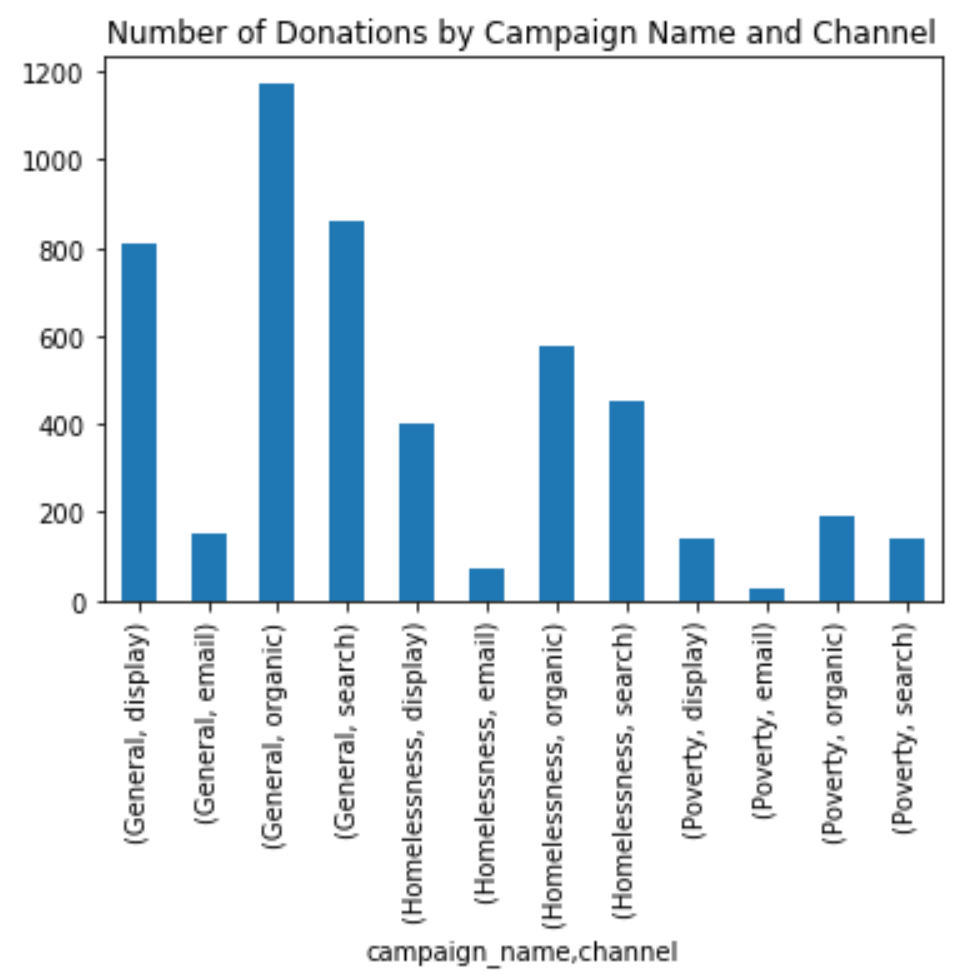 Number of Donations by Campaign Name and Channel
1200
1000
800
600
400
200
0
(General, display)
(General, email)
(General, organic)
(General, search)
(Homelessness, display)
(Homelessness, email)
(Homelessness, organic)
(Homelessness, search)
(Poverty, display)
(Poverty, email)
(Poverty, organic)
(Poverty, search)
campaign_name,channel